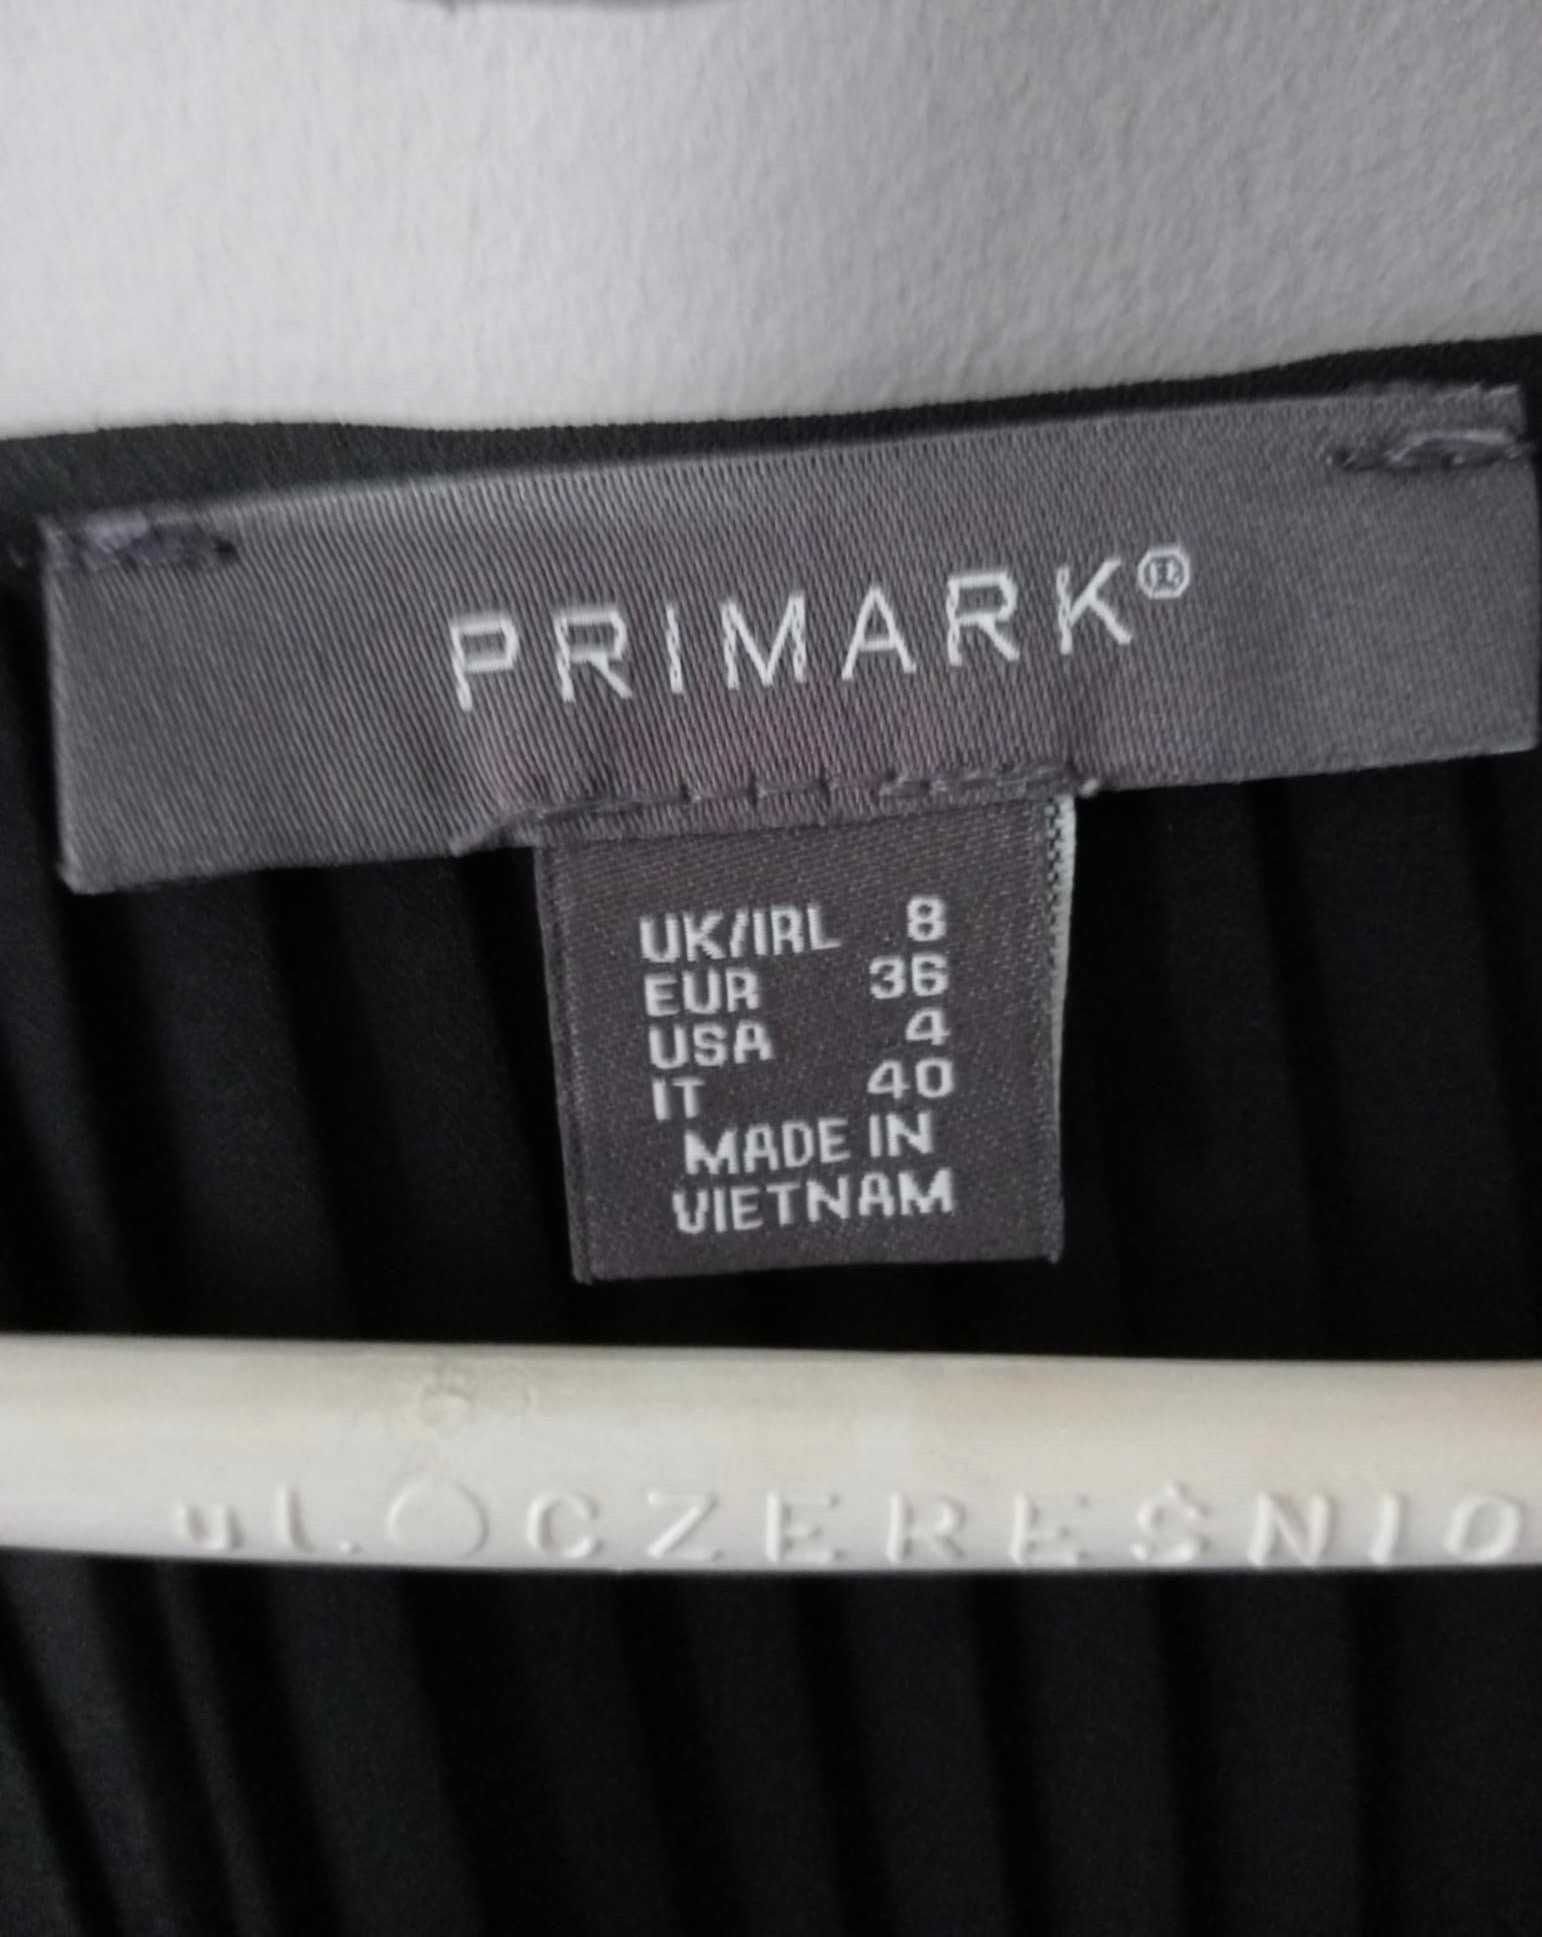 PRIMARK®
UK/IRL 8
EUR 36
USA 4
IT 40
MADE IN
VIETNAM
ul. CZEREŚNIO